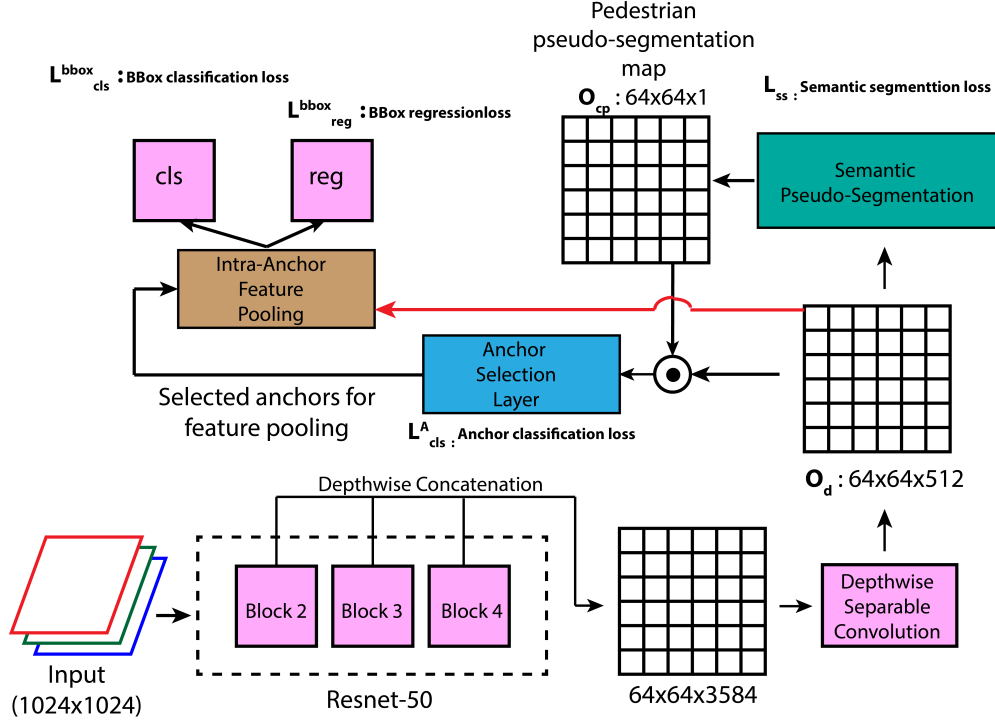 Pedestrian
pseudo-segmentation
map
O_cp : 64x64x1
L^bbox_cls : BBox classification loss
L^bbox_reg : BBox regressionloss
L_ss : Semantic segmenttion loss
cls
reg
Semantic
Pseudo-Segmentation
Intra-Anchor
Feature
Pooling
Anchor
Selection
Layer
Selected anchors for
feature pooling
L^A_cls : Anchor classification loss
O_d : 64x64x512
Depthwise Concatenation
Block 2
Block 3
Block 4
Depthwise
Separable
Convolution
Input
(1024x1024)
Resnet-50
64x64x3584